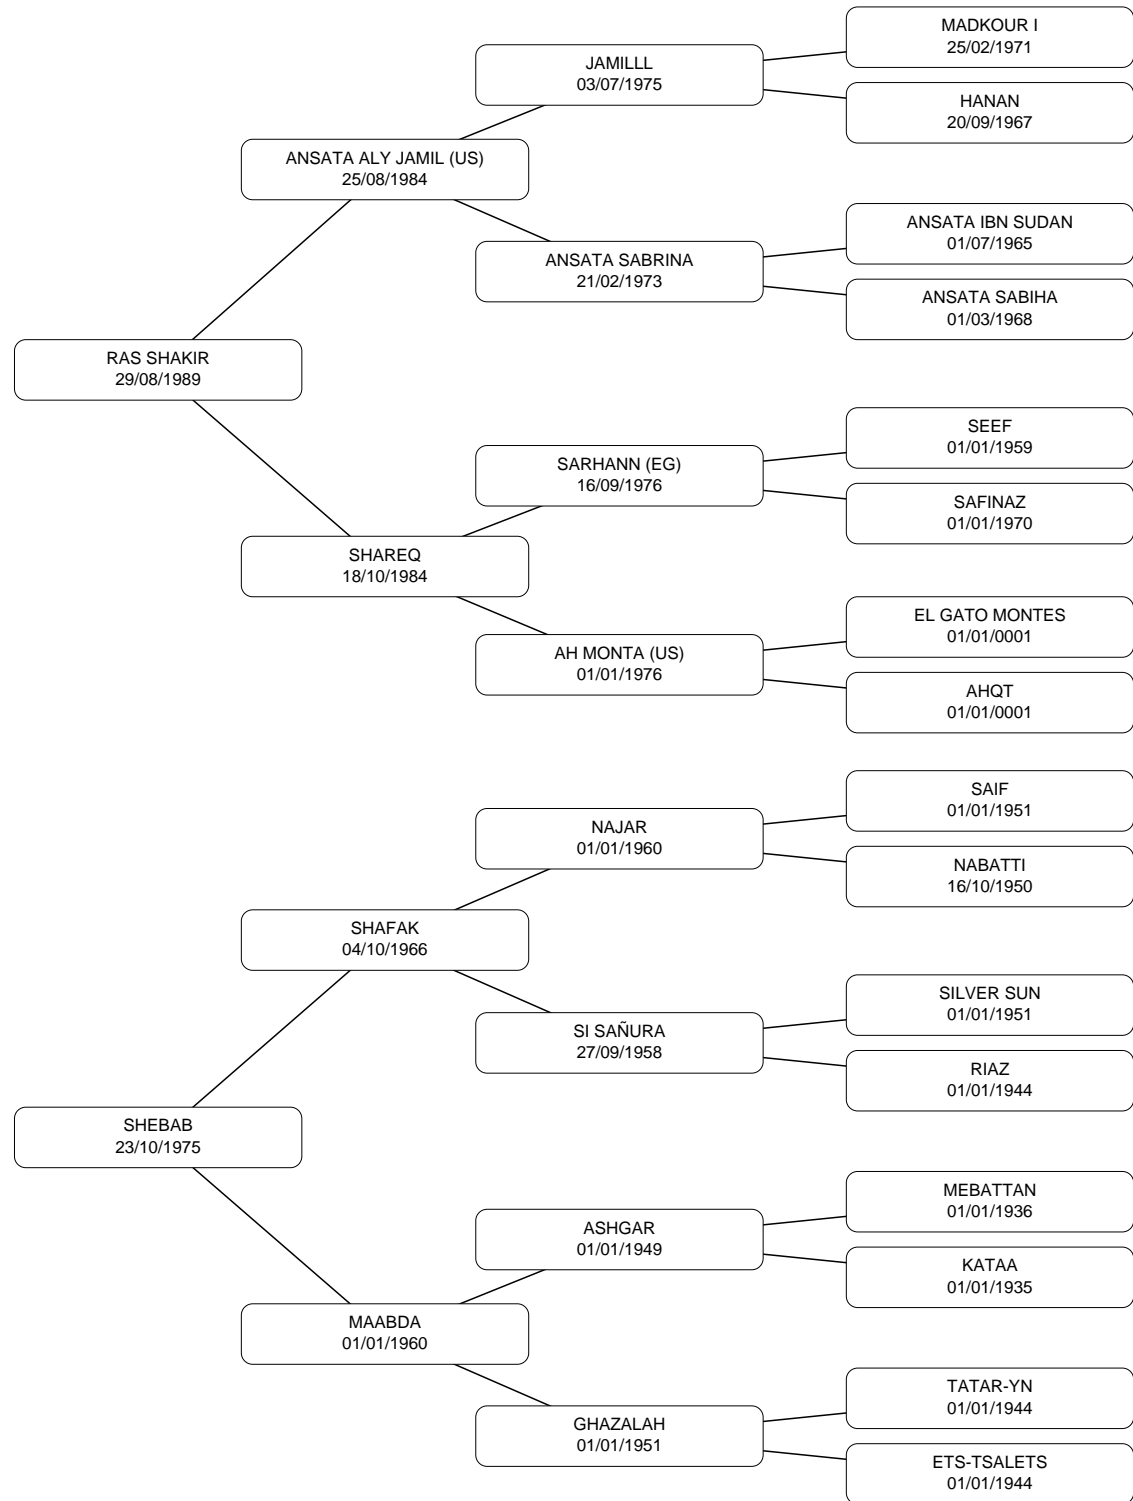 MADKOUR I
25/02/1971
JAMILLL
03/07/1975
HANAN
20/09/1967
ANSATA ALY JAMIL (US)
25/08/1984
ANSATA IBN SUDAN
01/07/1965
ANSATA SABRINA
21/02/1973
ANSATA SABIHA
01/03/1968
RAS SHAKIR
29/08/1989
SEEF
01/01/1959
SARHANN (EG)
16/09/1976
SAFINAZ
01/01/1970
SHAREQ
18/10/1984
EL GATO MONTES
01/01/0001
AH MONTA (US)
01/01/1976
AHQT
01/01/0001
SAIF
01/01/1951
NAJAR
01/01/1960
NABATTI
16/10/1950
SHAFAK
04/10/1966
SILVER SUN
01/01/1951
SI SAÑURA
27/09/1958
RIAZ
01/01/1944
SHEBAB
23/10/1975
MEBATTAN
01/01/1936
ASHGAR
01/01/1949
KATAA
01/01/1935
MAABDA
01/01/1960
TATAR-YN
01/01/1944
GHAZALAH
01/01/1951
ETS-TSALETS
01/01/1944